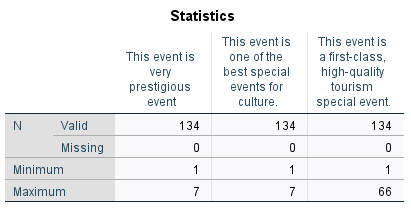 Statistics
This event is very prestigious event
This event is one of the best special events for culture.
This event is a first-class, high-quality tourism special event.
N Valid 134 134 134
Missing 0 0 0
Minimum 1 1 1
Maximum 7 7 66